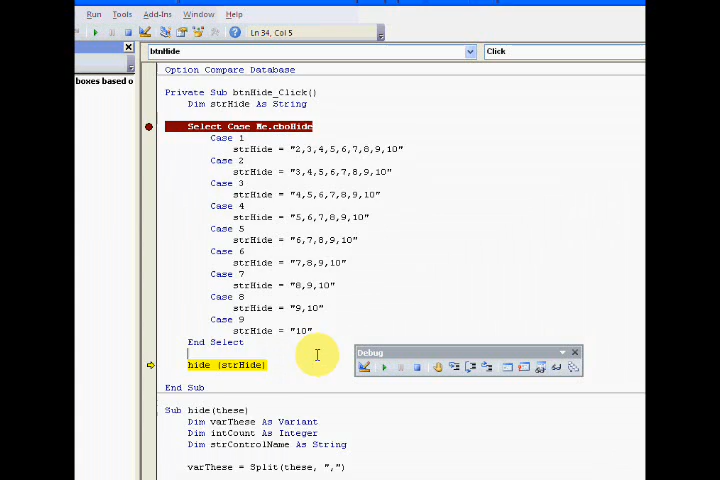 Run Tools Add-Ins Window Help
Ln 34, Col 5
btnHide
Click
boxes based o
Option Compare Database
Private Sub btnHide_Click()
Dim strHide As String
Select Case Me.cboHide
Case 1
strHide = "2,3,4,5,6,7,8,9,10"
Case 2
strHide = "3,4,5,6,7,8,9,10"
Case 3
strHide = "4,5,6,7,8,9,10"
Case 4
strHide = "5,6,7,8,9,10"
Case 5
strHide = "6,7,8,9,10"
Case 6
strHide = "7,8,9,10"
Case 7
strHide = "8,9,10"
Case 8
strHide = "9,10"
Case 9
strHide = "10"
End Select
Debug
hide (strHide)
End Sub
Sub hide(these)
Dim varThese As Variant
Dim intCount As Integer
Dim strControlName As String
varThese = Split(these, ",")